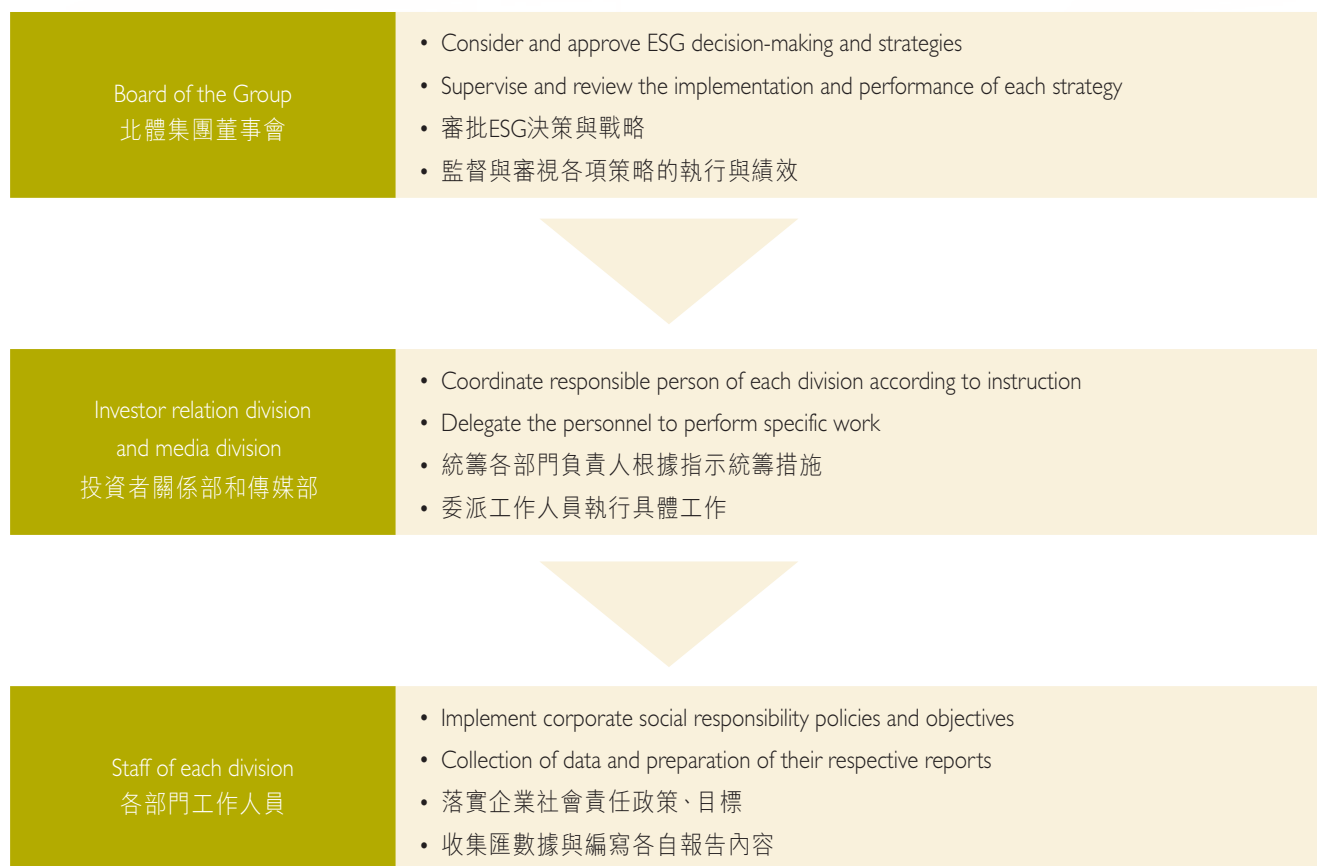 Board of the Group
北體集團董事會
• Consider and approve ESG decision-making and strategies
• Supervise and review the implementation and performance of each strategy
• 審批ESG決策與戰略
• 監督與審視各項策略的執行與績效
Investor relation division
and media division
投資者關係部和傳媒部
• Coordinate responsible person of each division according to instruction
• Delegate the personnel to perform specific work
• 統籌各部門負責人根據指示統籌措施
• 委派工作人員執行具體工作
Staff of each division
各部門工作人員
• Implement corporate social responsibility policies and objectives
• Collection of data and preparation of their respective reports
• 落實企業社會責任政策、目標
• 收集匯數據與編寫各自報告內容